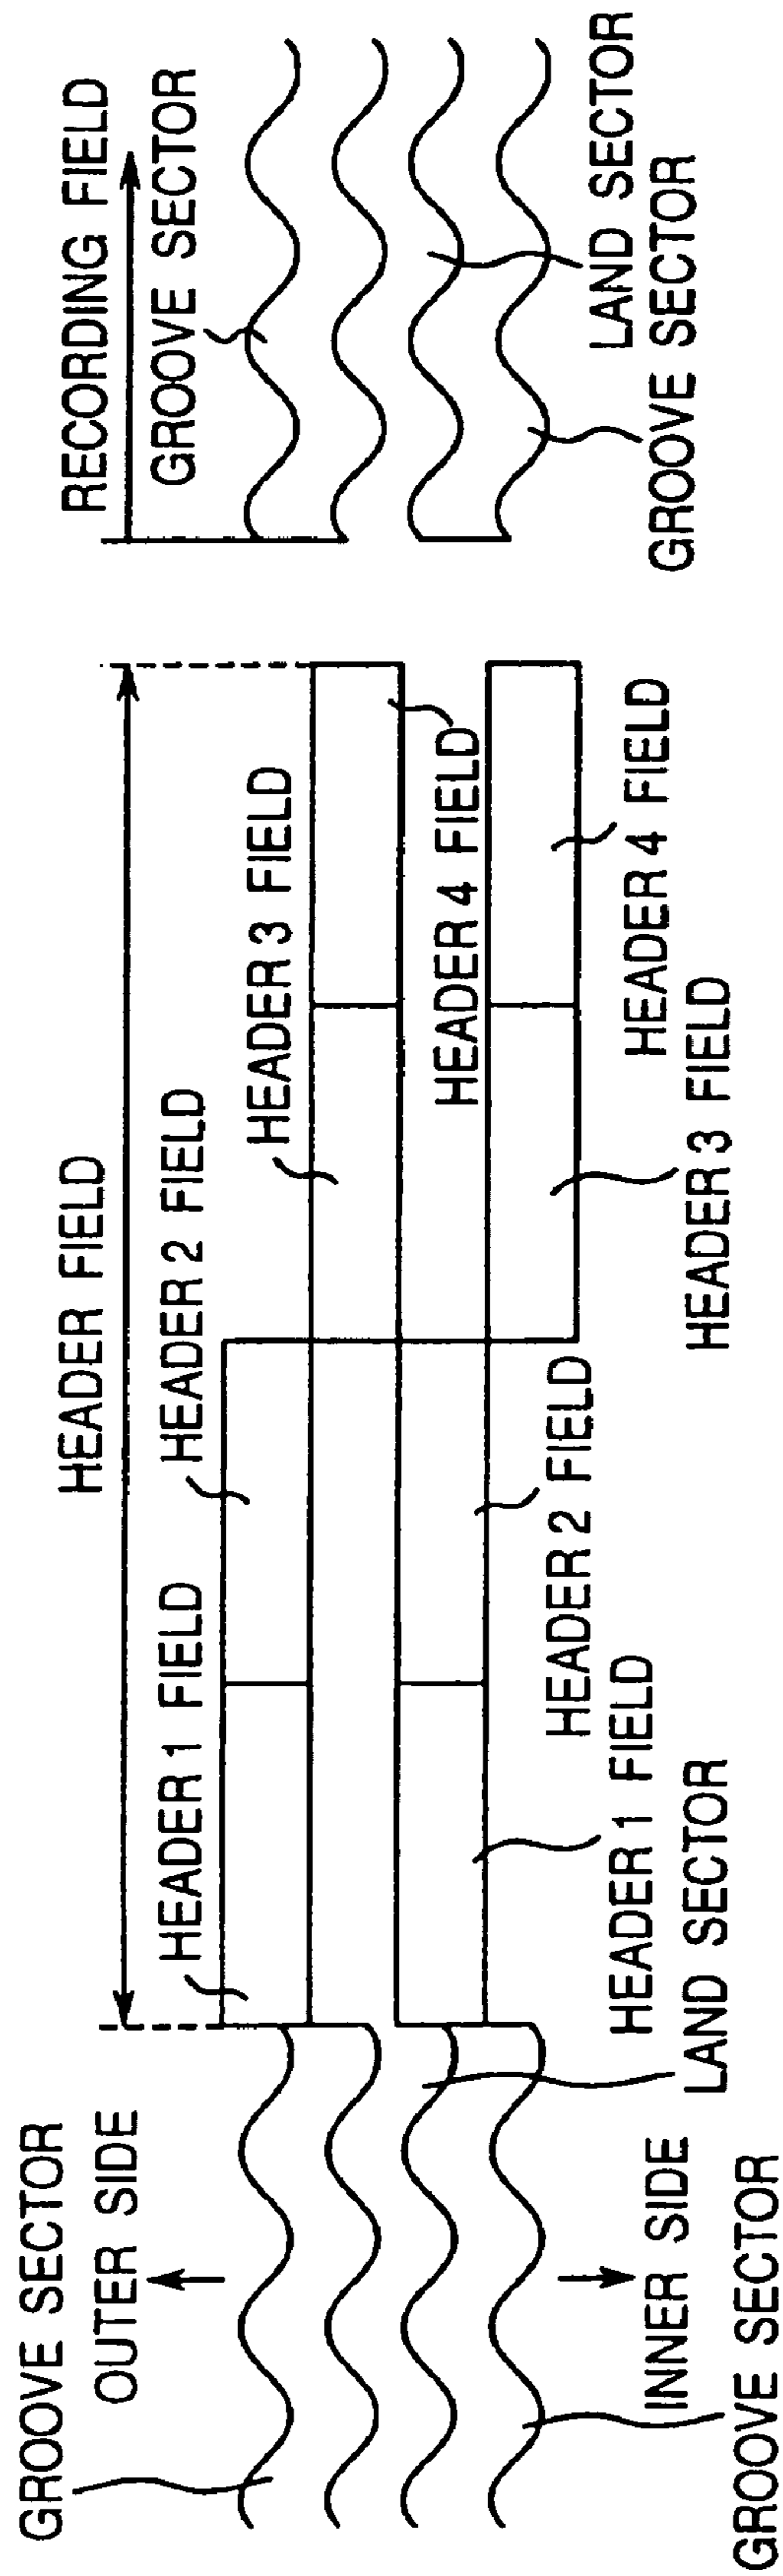 HEADER FIELD
RECORDING FIELD
GROOVE SECTOR
OUTER SIDE
HEADER 1 FIELD
HEADER 2 FIELD
HEADER 3 FIELD
GROOVE SECTOR
HEADER 4 FIELD
INNER SIDE
GROOVE SECTOR
LAND SECTOR
HEADER 1 FIELD
HEADER 2 FIELD
HEADER 3 FIELD
HEADER 4 FIELD
LAND SECTOR
GROOVE SECTOR